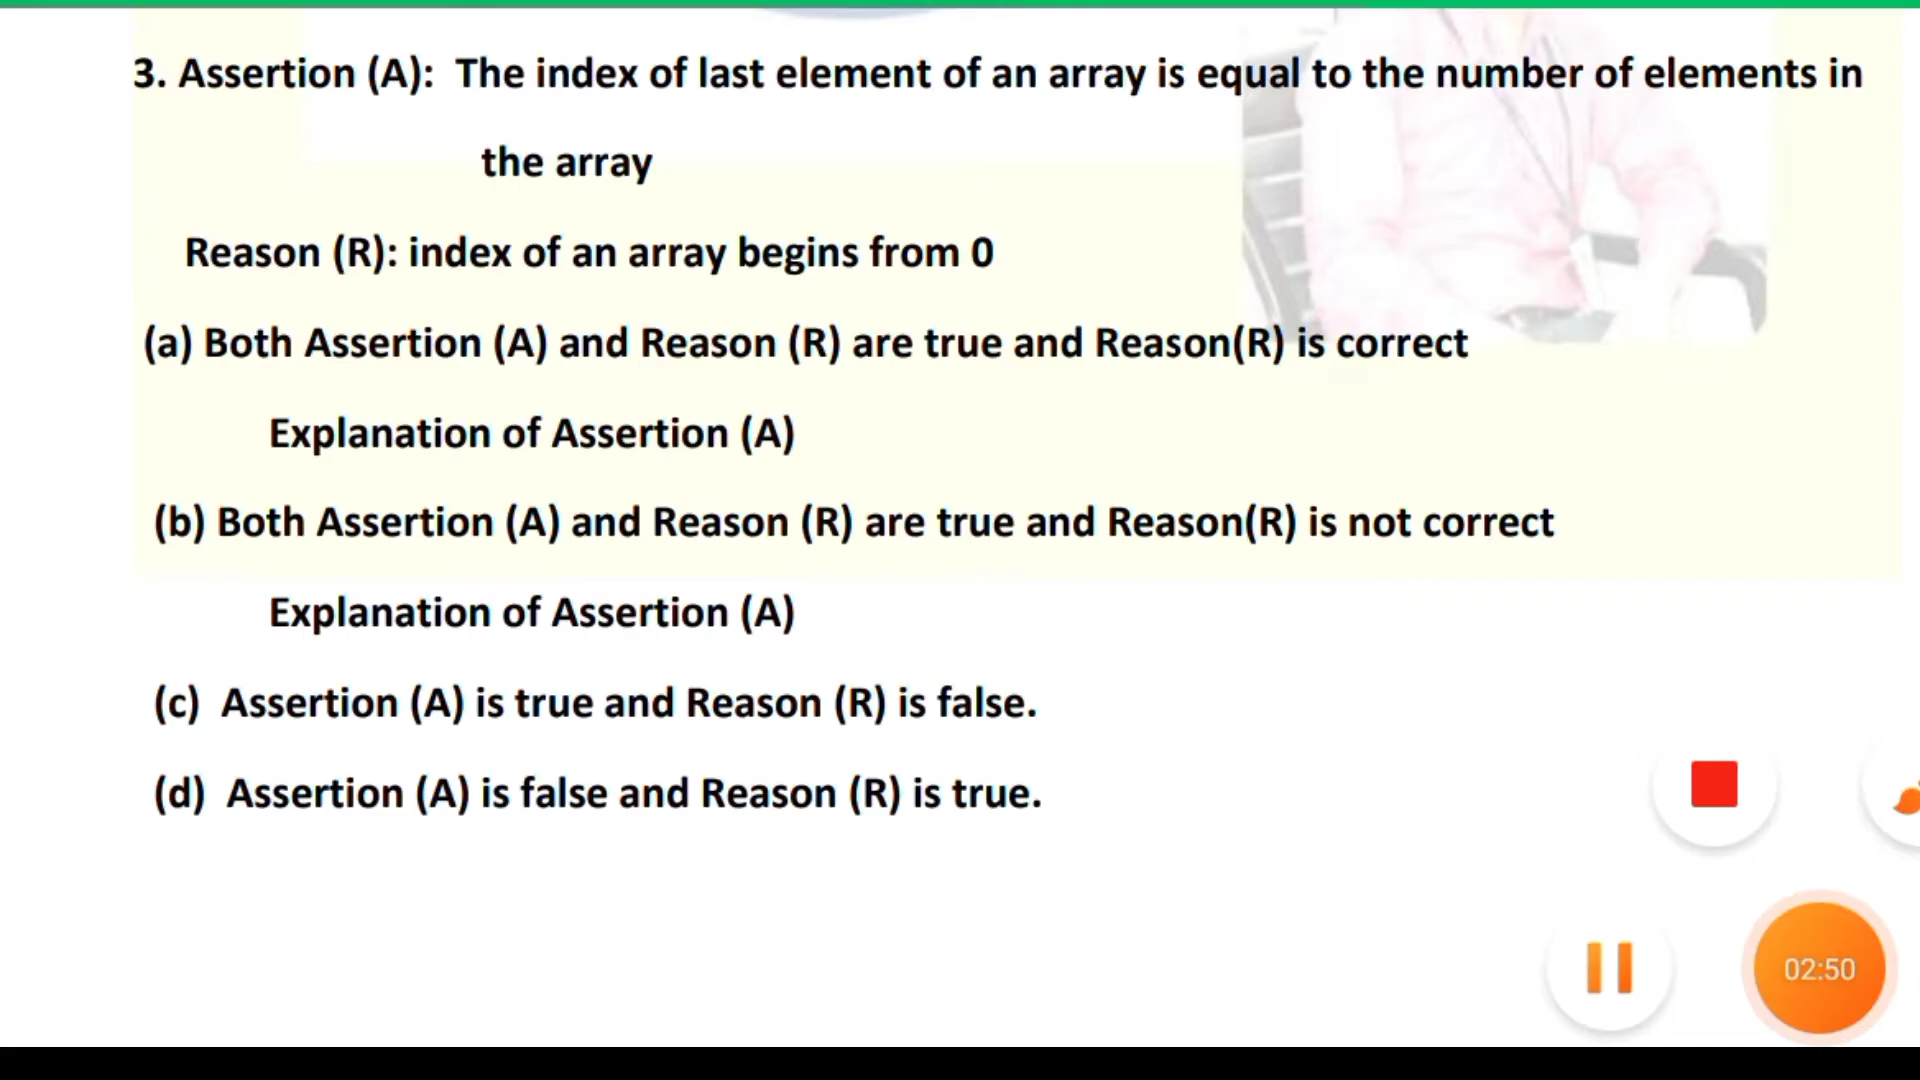 3. Assertion (A):  The index of last element of an array is equal to the number of elements in
the array
Reason (R): index of an array begins from 0
(a) Both Assertion (A) and Reason (R) are true and Reason(R) is correct
Explanation of Assertion (A)
(b) Both Assertion (A) and Reason (R) are true and Reason(R) is not correct
Explanation of Assertion (A)
(c)  Assertion (A) is true and Reason (R) is false.
(d)  Assertion (A) is false and Reason (R) is true.
02:50